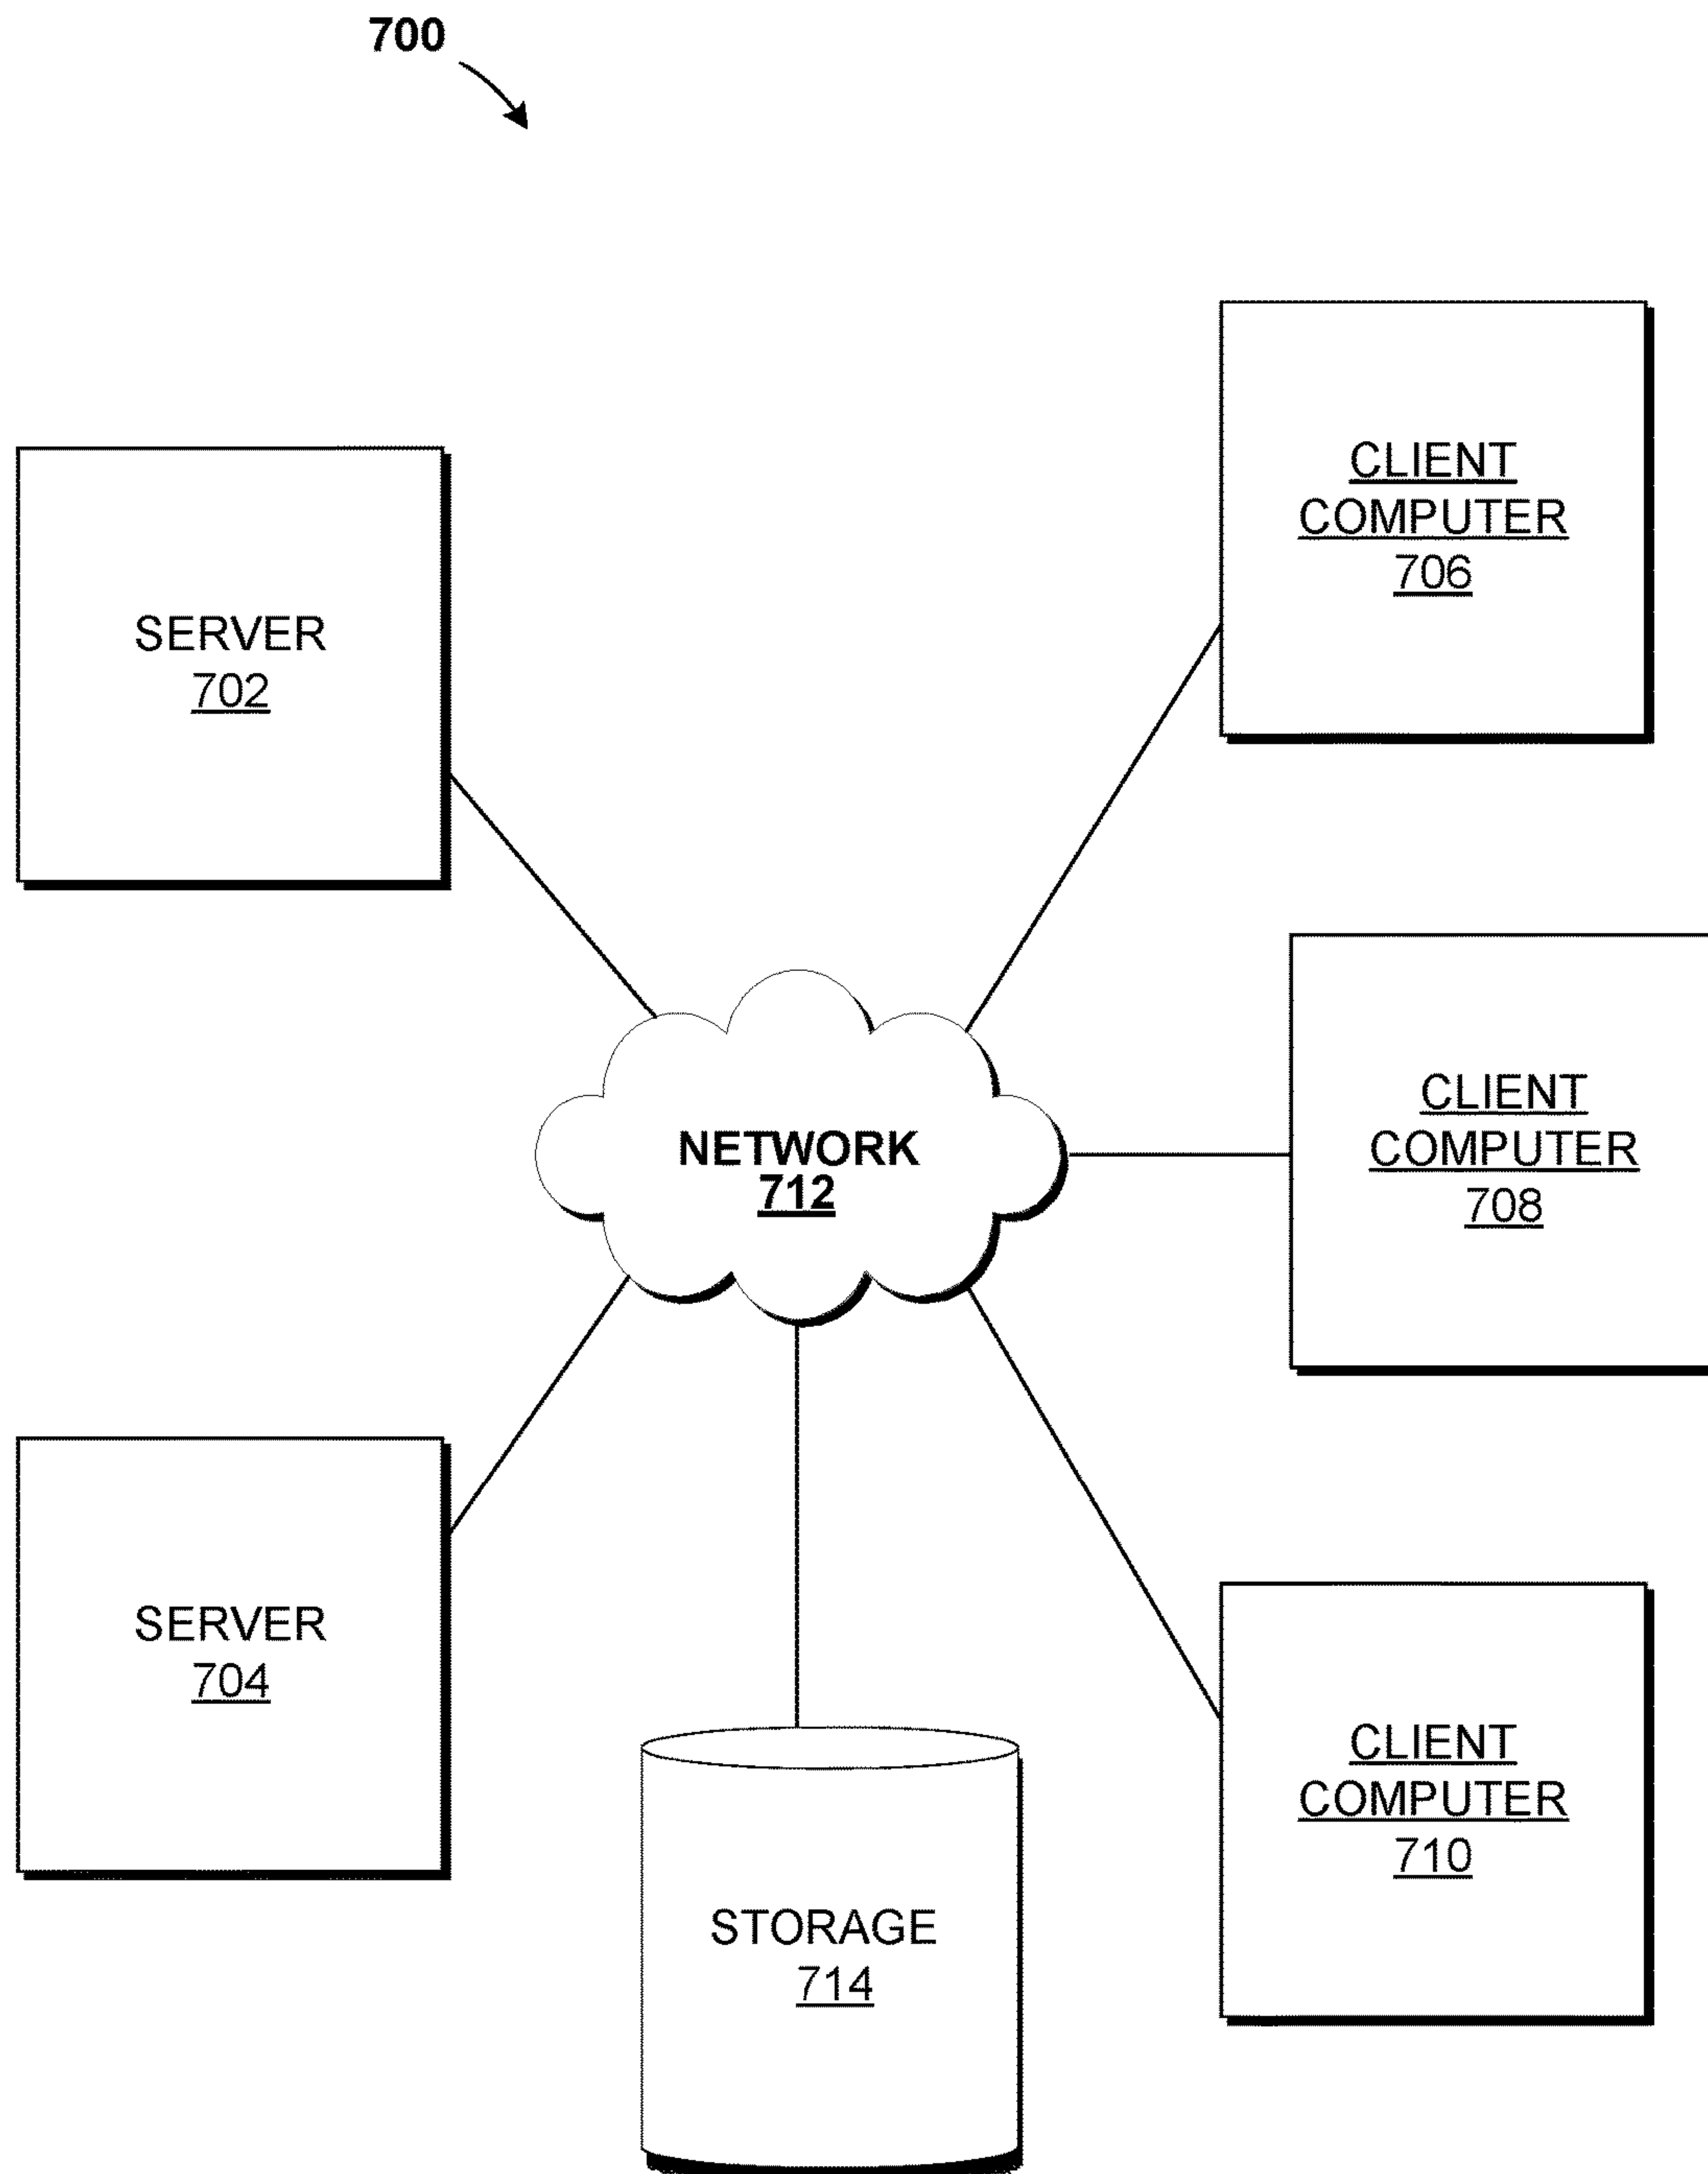 700
CLIENT
COMPUTER
706
SERVER
702
CLIENT
COMPUTER
708
NETWORK
712
SERVER
704
CLIENT
COMPUTER
710
STORAGE
714